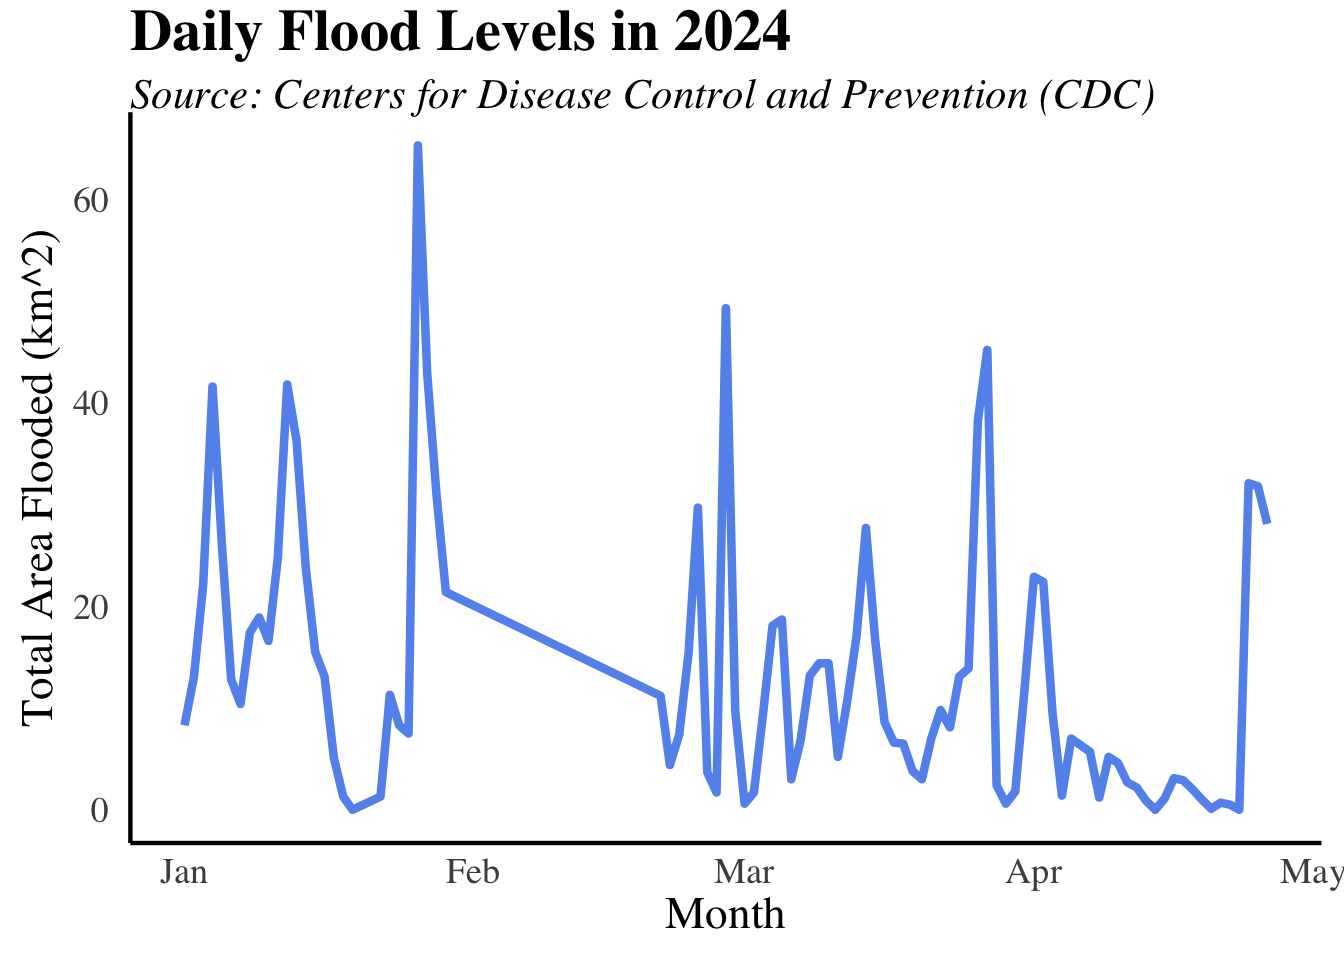 Daily Flood Levels in 2024
Source: Centers for Disease Control and Prevention (CDC)
Total Area Flooded (km^2)
60
40
20
0
Jan Feb Mar Apr May
Month